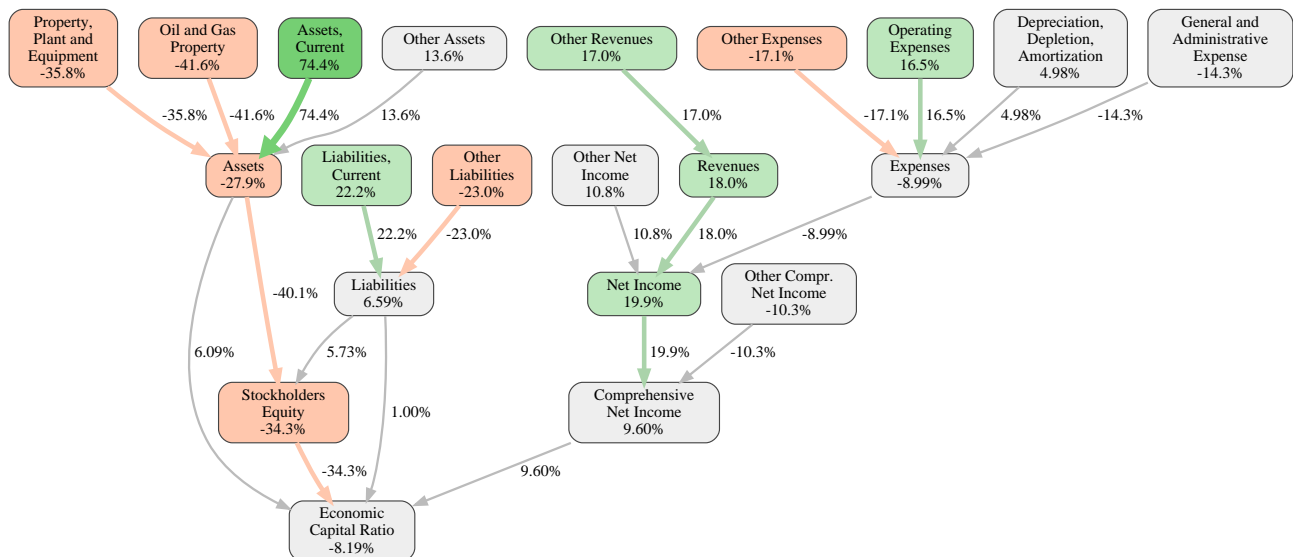 Property,
Plant and
Equipment
-35.8%
Oil and Gas
Property
-41.6%
Assets,
Current
74.4%
Other Assets
13.6%
Other Revenues
17.0%
Other Expenses
-17.1%
Operating
Expenses
16.5%
Depreciation,
Depletion,
Amortization
4.98%
General and
Administrative
Expense
-14.3%
-35.8%
-41.6%
74.4%
13.6%
17.0%
-17.1%
16.5%
4.98%
-14.3%
Assets
-27.9%
Liabilities,
Current
22.2%
Other
Liabilities
-23.0%
Other Net
Income
10.8%
Revenues
18.0%
Expenses
-8.99%
22.2%
-23.0%
10.8%
18.0%
-8.99%
Liabilities
6.59%
Net Income
19.9%
Other Compr.
Net Income
-10.3%
-40.1%
6.09%
5.73%
19.9%
-10.3%
Stockholders
Equity
-34.3%
1.00%
Comprehensive
Net Income
9.60%
-34.3%
9.60%
Economic
Capital Ratio
-8.19%